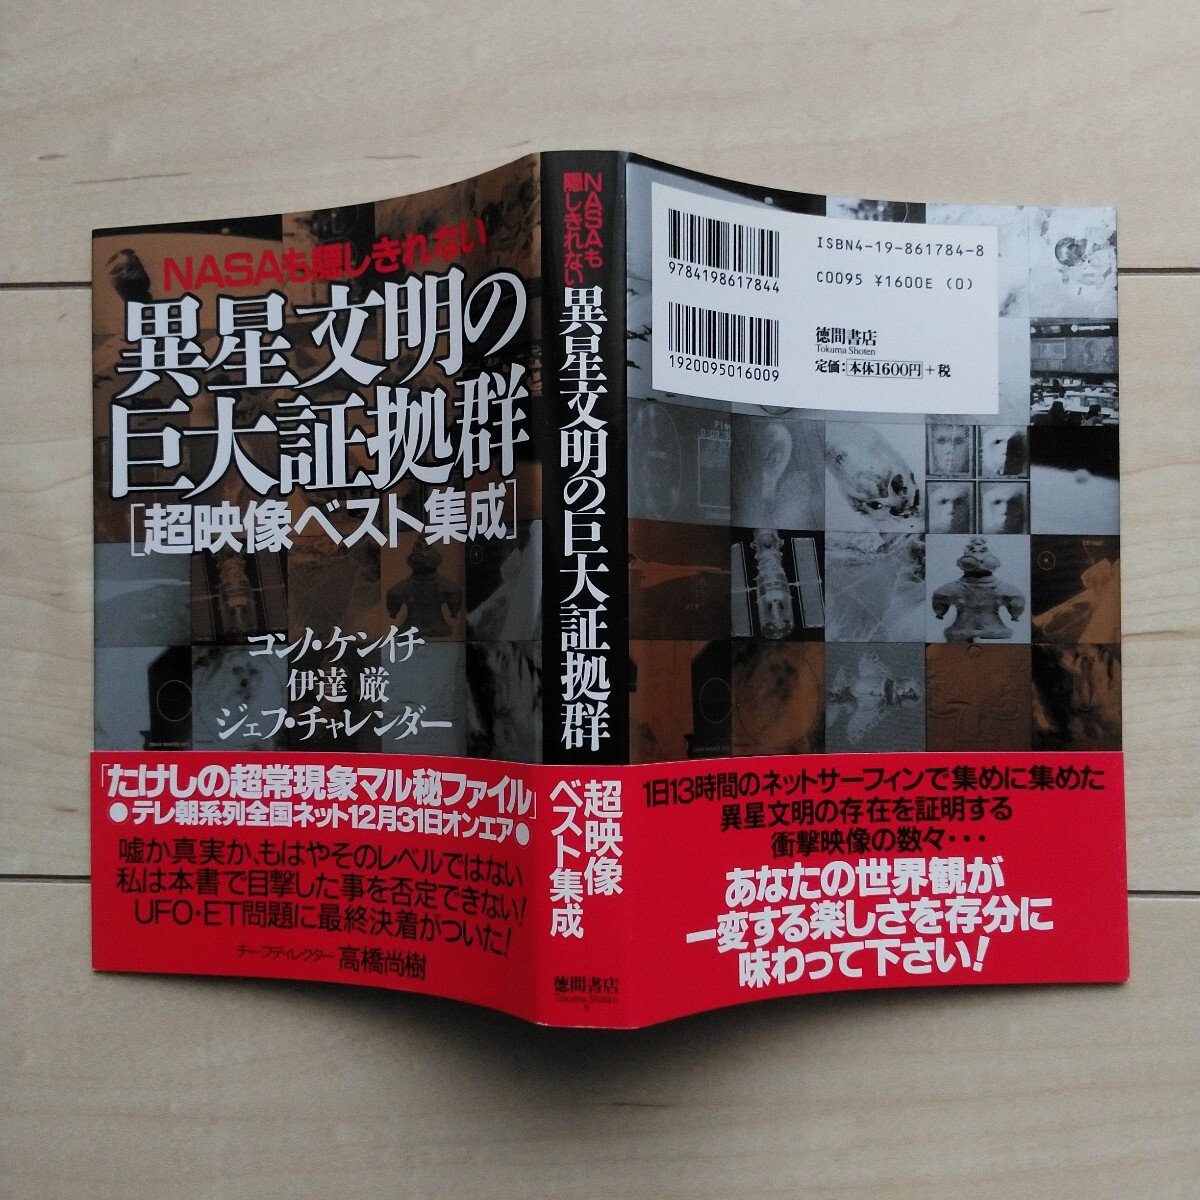 NASAも隠しきれない
異星文明の
巨大証拠群
[超映像ベスト集成]
コンノ・ケンイチ
伊達 厳
ジェフ・チャレンダー
「たけしの超常現象マル秘ファイル」
●テレ朝系列全国ネット12月31日オンエア●
嘘か真実か、もはやそのレベルではない
私は本書で目撃した事を否定できない!
UFO・ET問題に最終決着がついた!
チーフディレクター 高橋尚樹
NASAも
隠しきれない
異星文明の巨大証拠群
超映像
ベスト集成
徳間書店
Tokuma Shoten
9784198617844
1920095016009
ISBN4-19-861784-8
C0095 ¥1600E (0)
徳間書店
Tokuma Shoten
定価:本体1600円+税
1日13時間のネットサーフィンで集めに集めた
異星文明の存在を証明する
衝撃映像の数々・・・
あなたの世界観が
一変する楽しさを存分に
味わって下さい!